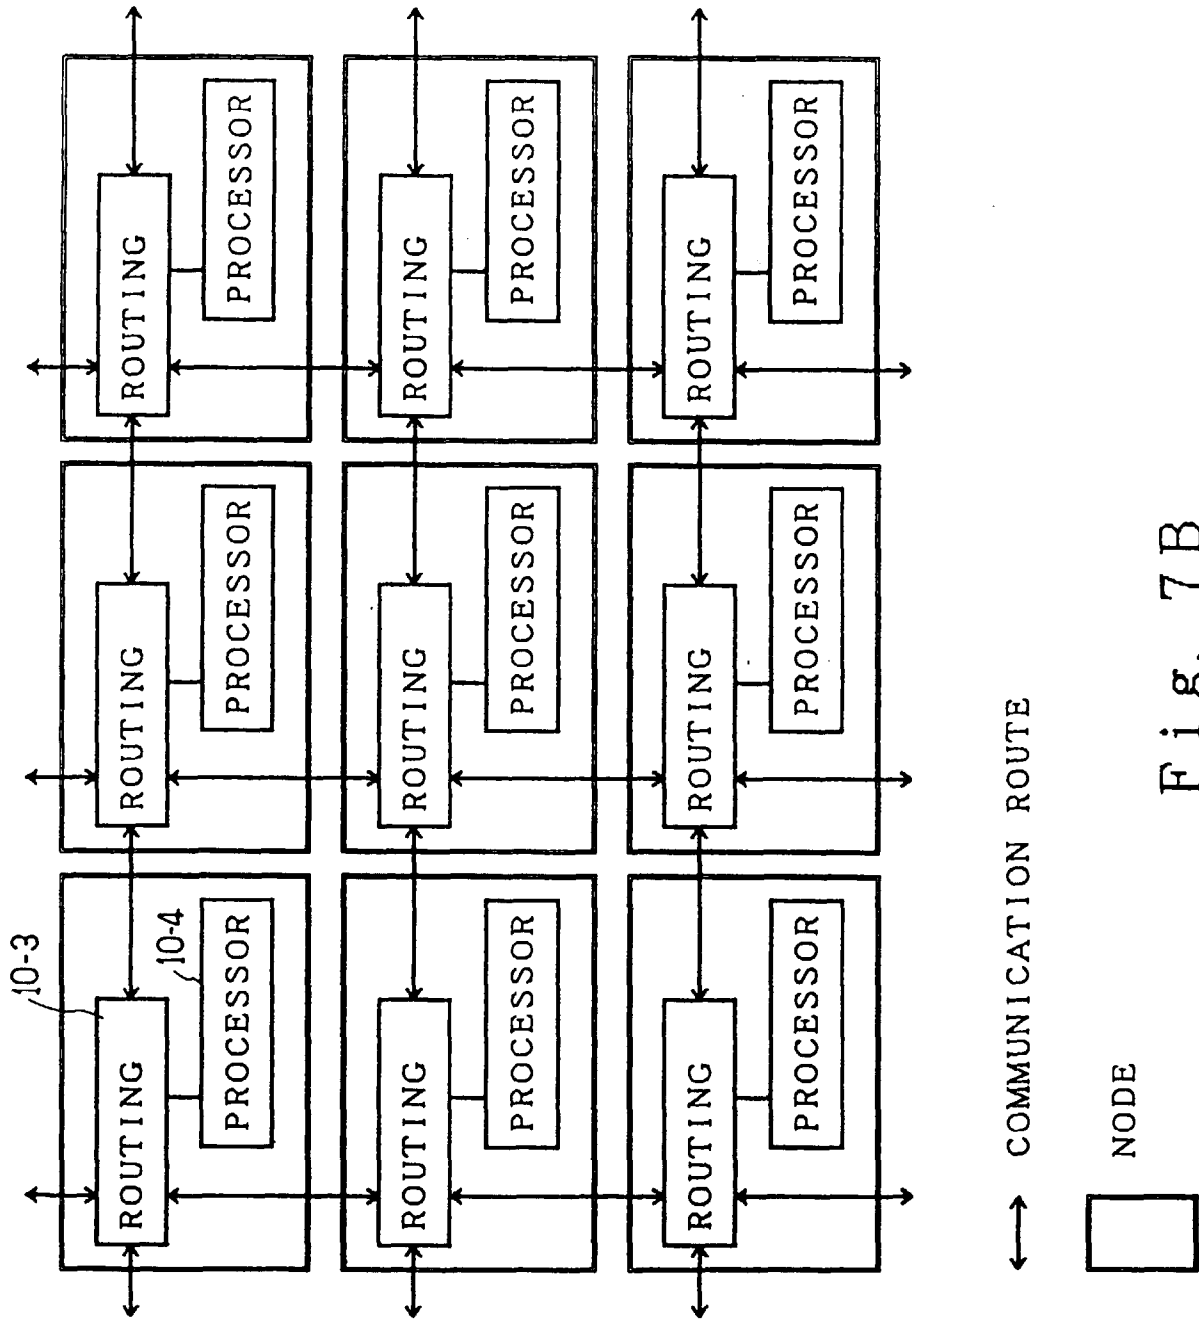 10-3
ROUTING
ROUTING
ROUTING
10-4
PROCESSOR
PROCESSOR
PROCESSOR
ROUTING
ROUTING
ROUTING
PROCESSOR
PROCESSOR
PROCESSOR
ROUTING
ROUTING
ROUTING
PROCESSOR
PROCESSOR
PROCESSOR
COMMUNICATION ROUTE
NODE
Fig. 7B